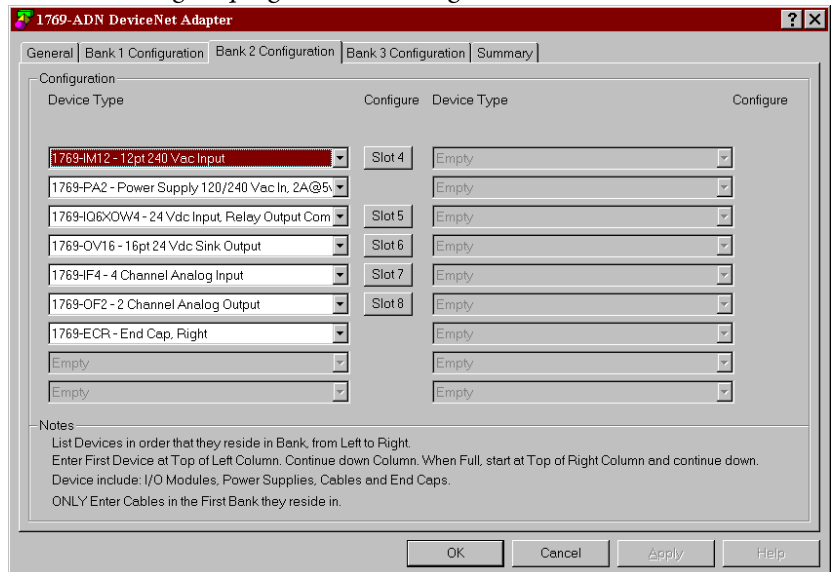 1769-ADN DeviceNet Adapter
General Bank 1 Configuration Bank 2 Configuration Bank 3 Configuration Summary
Configuration
Device Type Configure Device Type Configure
1769-IM12 - 12pt 240 Vac Input Slot 4 Empty
1769-PA2 - Power Supply 120/240 Vac In, 2A@5v Empty
1769-IQ6XOW4 - 24 Vdc Input, Relay Output Com Slot 5 Empty
1769-OV16 - 16pt 24 Vdc Sink Output Slot 6 Empty
1769-IF4 - 4 Channel Analog Input Slot 7 Empty
1769-OF2 - 2 Channel Analog Output Slot 8 Empty
1769-ECR - End Cap, Right Empty
Empty Empty
Empty Empty
Notes
List Devices in order that they reside in Bank, from Left to Right.
Enter First Device at Top of Left Column. Continue down Column. When Full, start at Top of Right Column and continue down.
Device include: I/O Modules, Power Supplies, Cables and End Caps.
ONLY Enter Cables in the First Bank they reside in.
OK Cancel Apply Help